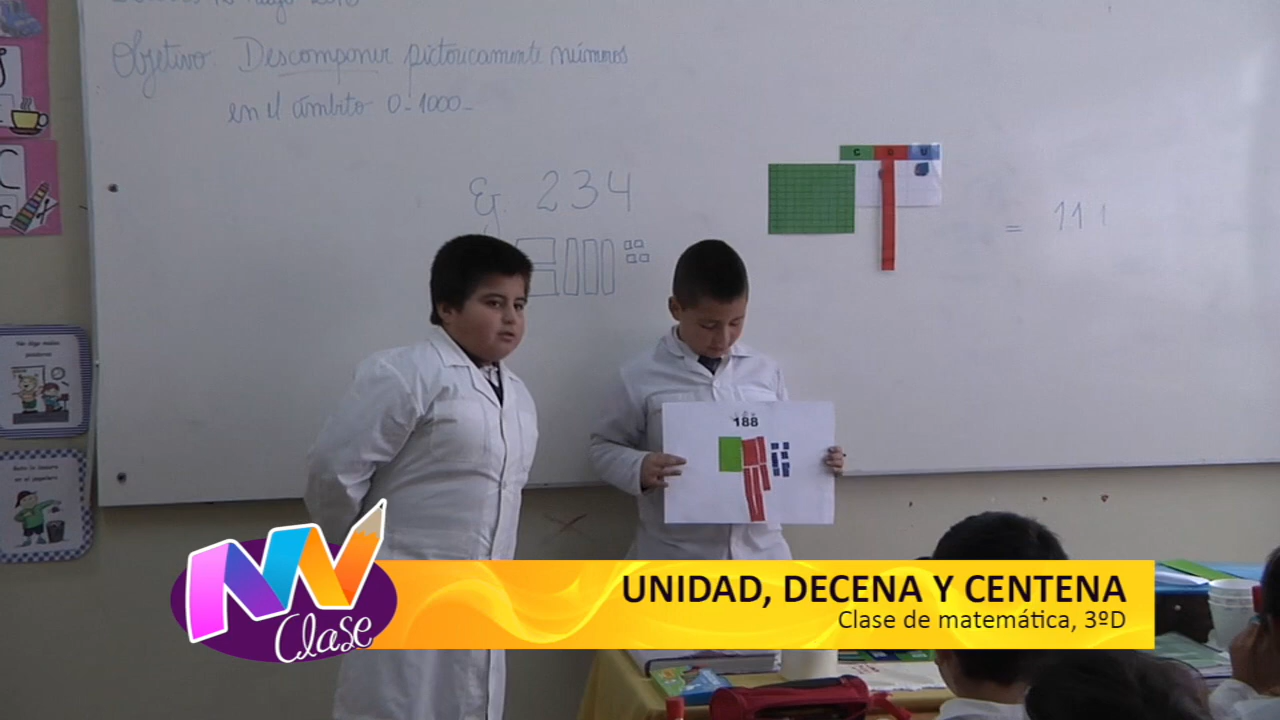 Objetivo: Descomponer pictóricamente números
en el ámbito 0-1000-
Ej. 234
C D U
= 111
188
Clase
UNIDAD, DECENA Y CENTENA
Clase de matemática, 3ºD